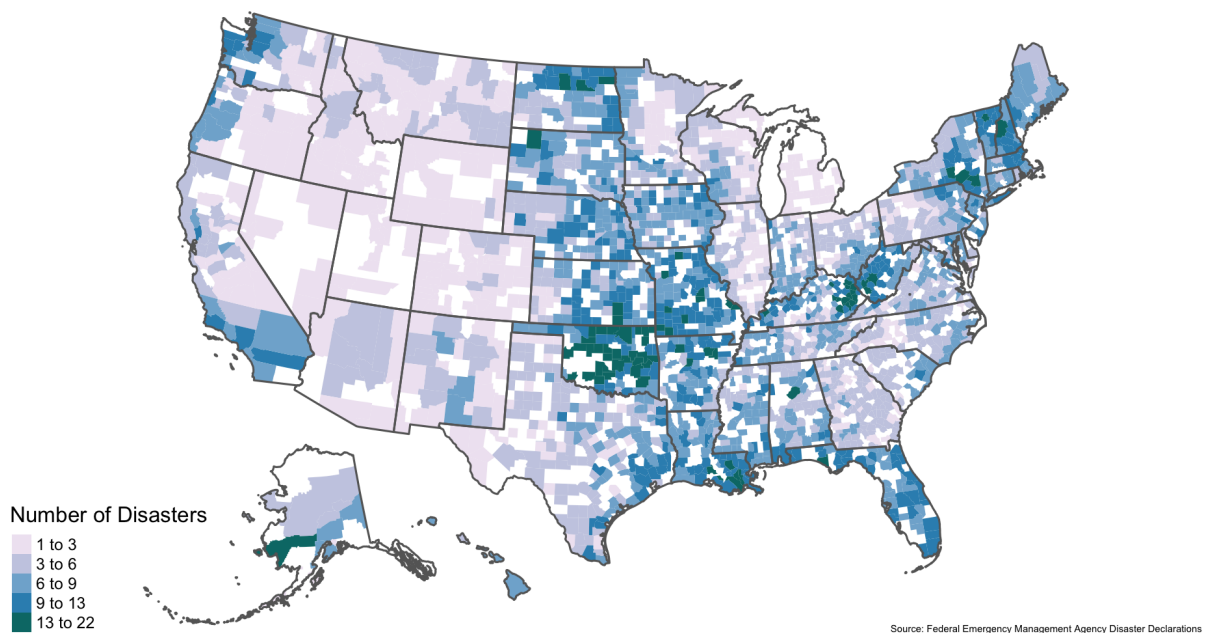 Number of Disasters
1 to 3
3 to 6
6 to 9
9 to 13
13 to 22
Source: Federal Emergency Management Agency Disaster Declarations